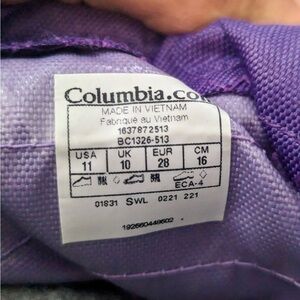 Columbia.co
MADE IN VIETNAM
Fabriqué au Vietnam
1637872513
BC1326-513
USA UK EUR CM
11 10 28 16
ECA-4
01831 SWL 0221 221
192660448602